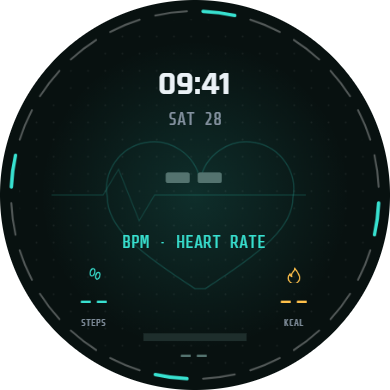 09:41
SAT 28
--
BPM · HEART RATE
-- --
STEPS KCAL
--